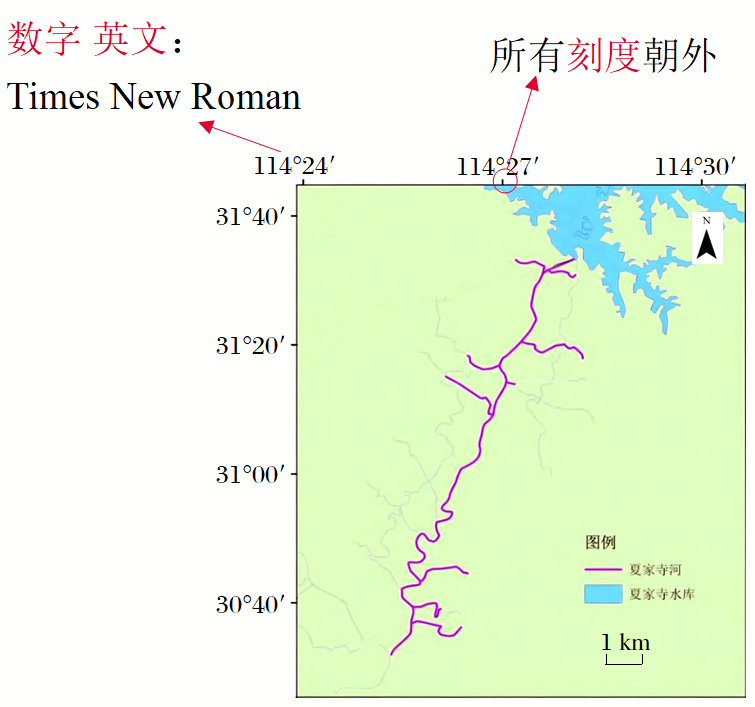 数字 英文：
Times New Roman
所有刻度朝外
114°24′ 114°27′ 114°30′
31°40′
N
31°20′
31°00′
图例
夏家寺河
夏家寺水库
30°40′
1 km